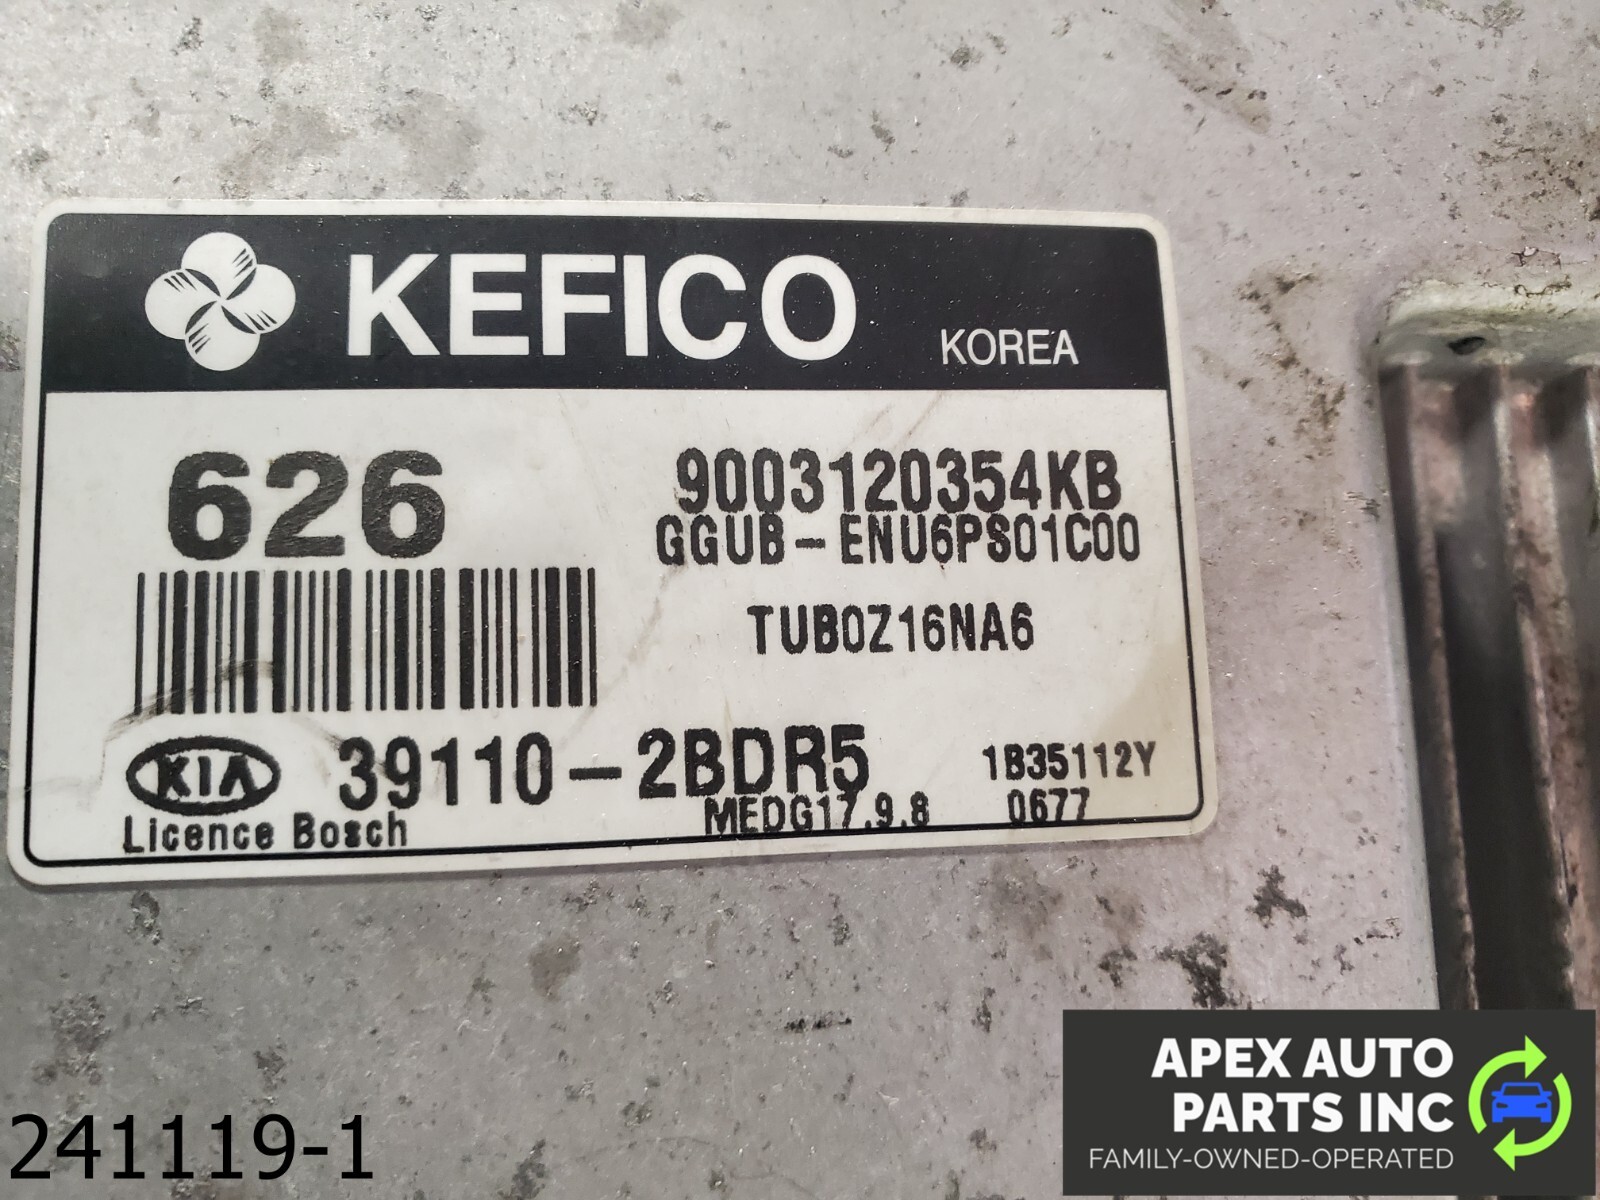 KEFICO KOREA
626
9003120354KB
GGUB-ENU6PS01C00
TUB0Z16NA6
KIA 39110-2BDR5 1B35112Y
Licence Bosch MEDG17.9.8 0677
241119-1
APEX AUTO
PARTS INC
FAMILY-OWNED-OPERATED